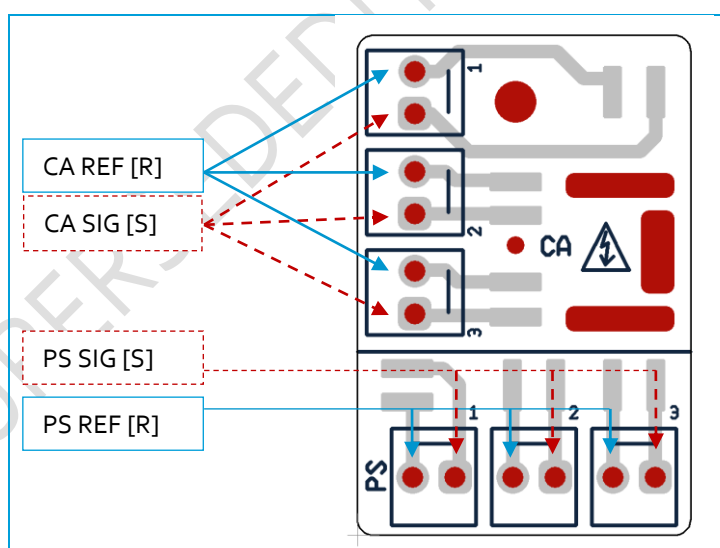 CA REF [R]
CA SIG [S]
PS SIG [S]
PS REF [R]
1
2
3
CA
1
2
3
PS